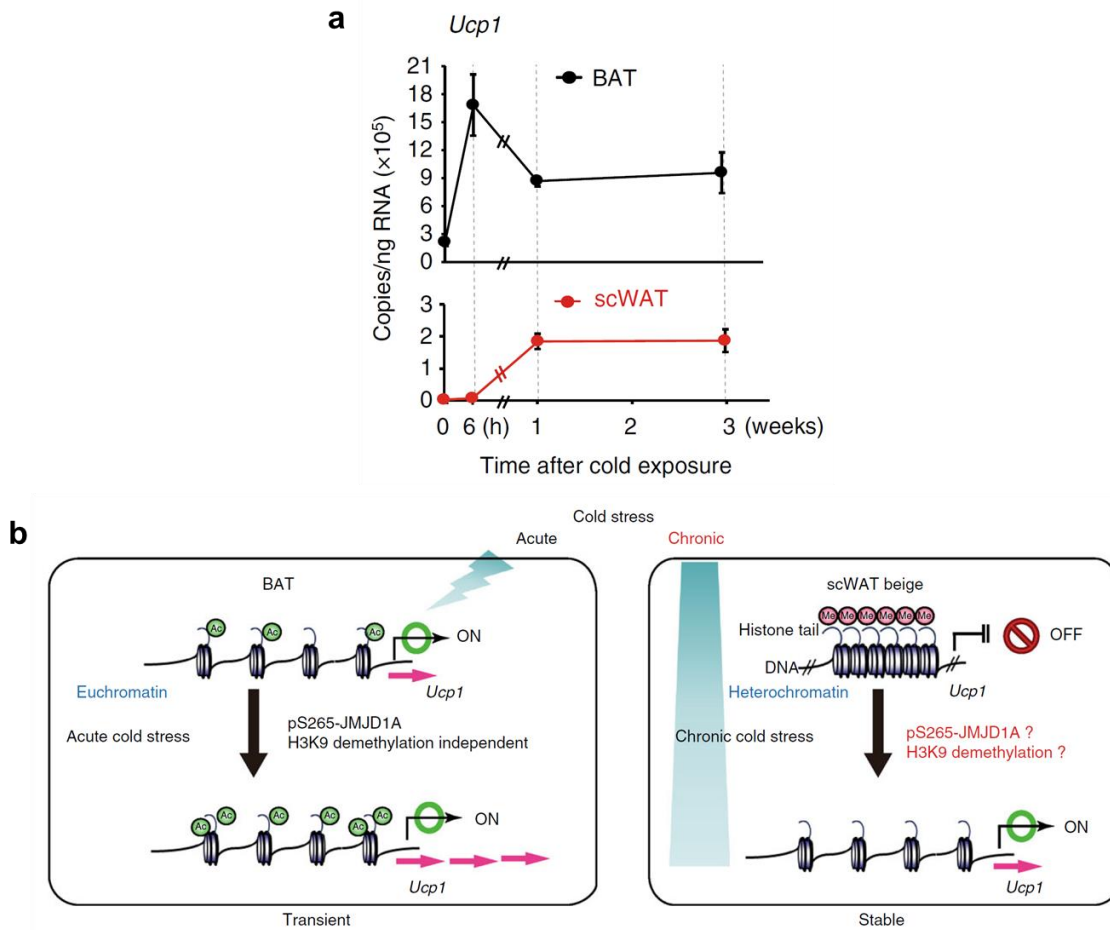 a
Ucp1
21
18
15
12
9
6
3
0
BAT
Copies/ng RNA (×10⁵)
3
2
1
0
scWAT
0 6 (h) 1 2 3 (weeks)
Time after cold exposure
b
Cold stress
Acute
Chronic
BAT
Ac Ac Ac
ON
Ucp1
Euchromatin
Acute cold stress
pS265-JMJD1A
H3K9 demethylation independent
Ac Ac Ac Ac Ac Ac
ON
Ucp1
Transient
scWAT beige
Me Me Me Me Me Me
Histone tail
OFF
DNA
Ucp1
Heterochromatin
Chronic cold stress
pS265-JMJD1A ?
H3K9 demethylation ?
ON
Ucp1
Stable